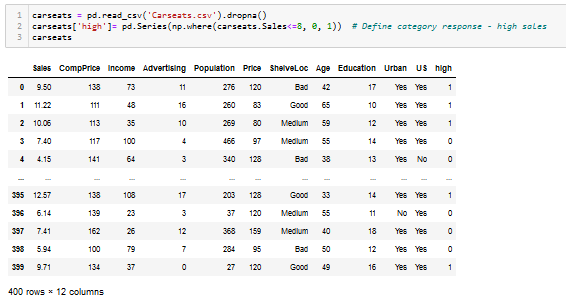 1 carseats = pd.read_csv('Carseats.csv').dropna()
2 carseats['high']= pd.Series(np.where(carseats.Sales<=8, 0, 1)) # Define category response - high sales
3 carseats
Sales CompPrice Income Advertising Population Price ShelveLoc Age Education Urban US high
0 9.50 138 73 11 276 120 Bad 42 17 Yes Yes 1
1 11.22 111 48 16 260 83 Good 65 10 Yes Yes 1
2 10.06 113 35 10 269 80 Medium 59 12 Yes Yes 1
3 7.40 117 100 4 466 97 Medium 55 14 Yes Yes 0
4 4.15 141 64 3 340 128 Bad 38 13 Yes No 0
... ... ... ... ... ... ... ... ... ... ... ... ...
395 12.57 138 108 17 203 128 Good 33 14 Yes Yes 1
396 6.14 139 23 3 37 120 Medium 55 11 No Yes 0
397 7.41 162 26 12 368 159 Medium 40 18 Yes Yes 0
398 5.94 100 79 7 284 95 Bad 50 12 Yes Yes 0
399 9.71 134 37 0 27 120 Good 49 16 Yes Yes 1
400 rows × 12 columns